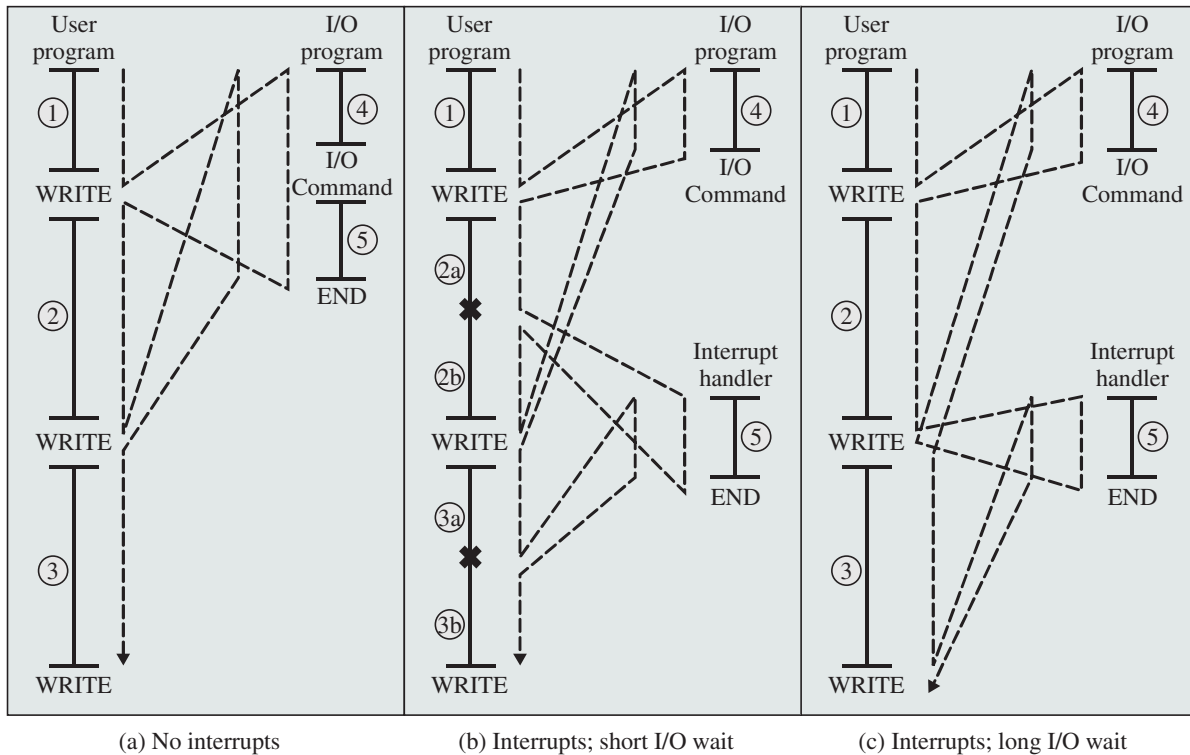 User
program
I/O
program
1
4
I/O
Command
WRITE
5
END
2
WRITE
3
WRITE
(a) No interrupts
User
program
I/O
program
1
4
WRITE
I/O
Command
2a
2b
Interrupt
handler
WRITE
5
END
3a
3b
WRITE
(b) Interrupts; short I/O wait
User
program
I/O
program
1
4
WRITE
I/O
Command
2
Interrupt
handler
WRITE
5
END
3
WRITE
(c) Interrupts; long I/O wait